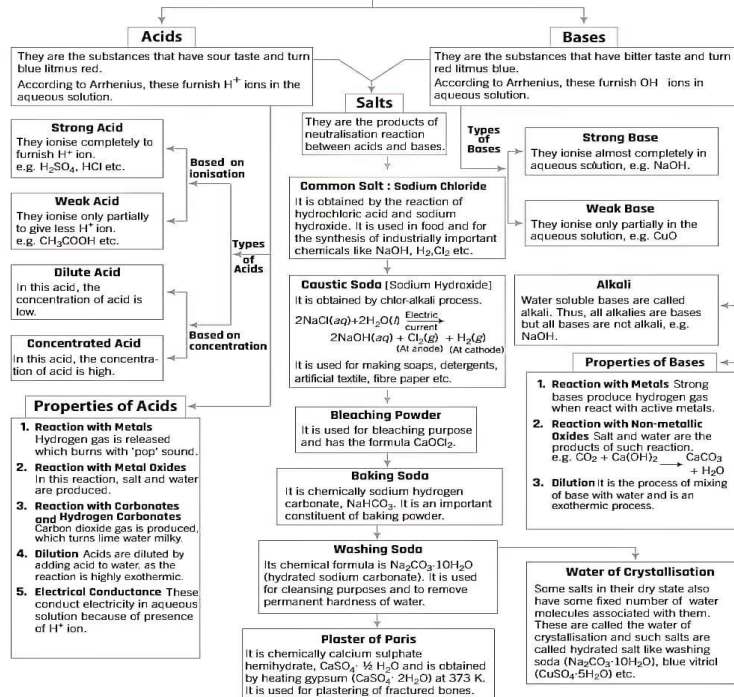 Acids
They are the substances that have sour taste and turn
blue litmus red.
According to Arrhenius, these furnish H⁺ ions in the
aqueous solution.
Bases
They are the substances that have bitter taste and turn
red litmus blue.
According to Arrhenius, these furnish OH ions in
aqueous solution.
Salts
They are the products of
neutralisation reaction
between acids and bases.
Strong Acid
They ionise completely to
furnish H⁺ ion.
e.g. H₂SO₄, HCl etc.
Weak Acid
They ionise only partially
to give less H⁺ ion.
e.g. CH₃COOH etc.
Dilute Acid
In this acid, the
concentration of acid is
low.
Concentrated Acid
In this acid, the concentra-
tion of acid is high.
Based on
ionisation
Types
of
Acids
Based on
concentration
Properties of Acids
1. Reaction with Metals
Hydrogen gas is released
which burns with 'pop' sound.
2. Reaction with Metal Oxides
In this reaction, salt and water
are produced.
3. Reaction with Carbonates
and Hydrogen Carbonates
Carbon dioxide gas is produced,
which turns lime water milky.
4. Dilution Acids are diluted by
adding acid to water, as the
reaction is highly exothermic.
5. Electrical Conductance These
conduct electricity in aqueous
solution because of presence
of H⁺ ion.
Common Salt : Sodium Chloride
It is obtained by the reaction of
hydrochloric acid and sodium
hydroxide. It is used in food and for
the synthesis of industrially important
chemicals like NaOH, H₂,Cl₂ etc.
Caustic Soda [Sodium Hydroxide]
It is obtained by chlor-alkali process.
2NaCl(aq)+2H₂O(l) Electric current ⟶
2NaOH(aq) + Cl₂(g) + H₂(g)
(At anode) (At cathode)
It is used for making soaps, detergents,
artificial textile, fibre paper etc.
Bleaching Powder
It is used for bleaching purpose
and has the formula CaOCl₂.
Baking Soda
It is chemically sodium hydrogen
carbonate, NaHCO₃. It is an important
constituent of baking powder.
Washing Soda
Its chemical formula is Na₂CO₃·10H₂O
(hydrated sodium carbonate). It is used
for cleansing purposes and to remove
permanent hardness of water.
Plaster of Paris
It is chemically calcium sulphate
hemihydrate, CaSO₄· ½ H₂O and is obtained
by heating gypsum (CaSO₄· 2H₂O) at 373 K.
It is used for plastering of fractured bones.
Types
of
Bases
Strong Base
They ionise almost completely in
aqueous solution, e.g. NaOH.
Weak Base
They ionise only partially in the
aqueous solution, e.g. CuO
Alkali
Water soluble bases are called
alkali. Thus, all alkalies are bases
but all bases are not alkali, e.g.
NaOH.
Properties of Bases
1. Reaction with Metals Strong
bases produce hydrogen gas
when react with active metals.
2. Reaction with Non-metallic
Oxides Salt and water are the
products of such reaction.
e.g. CO₂ + Ca(OH)₂ ⟶ CaCO₃
+ H₂O
3. Dilution It is the process of mixing
of base with water and is an
exothermic process.
Water of Crystallisation
Some salts in their dry state also
have some fixed number of water
molecules associated with them.
These are called the water of
crystallisation and such salts are
called hydrated salt like washing
soda (Na₂CO₃·10H₂O), blue vitriol
(CuSO₄·5H₂O) etc.